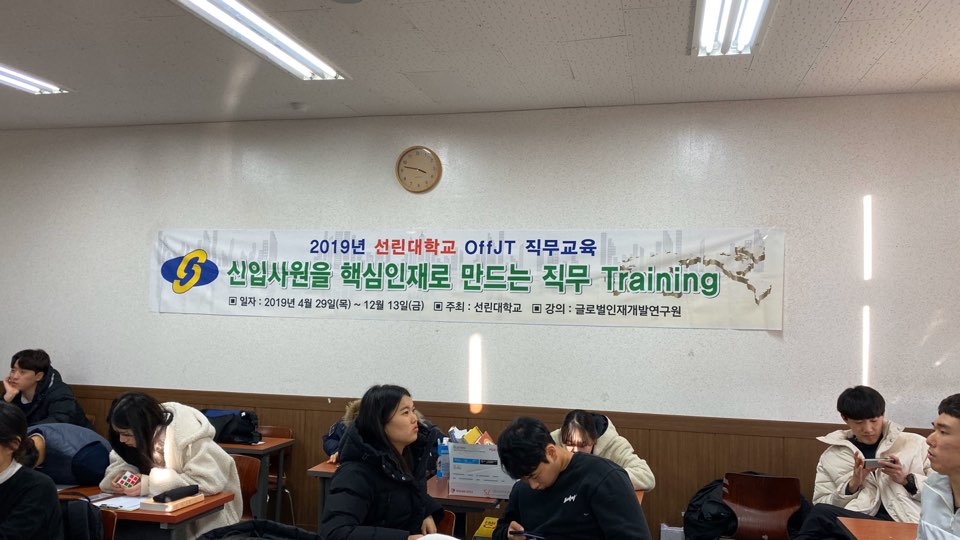 2019년 선린대학교 OffJT 직무교육
신입사원을 핵심인재로 만드는 직무 Training
▣ 일자 : 2019년 4월 29일(목) ~ 12월 13일(금) ▣ 주최 : 선린대학교 ▣ 강의 : 글로벌인재개발연구원